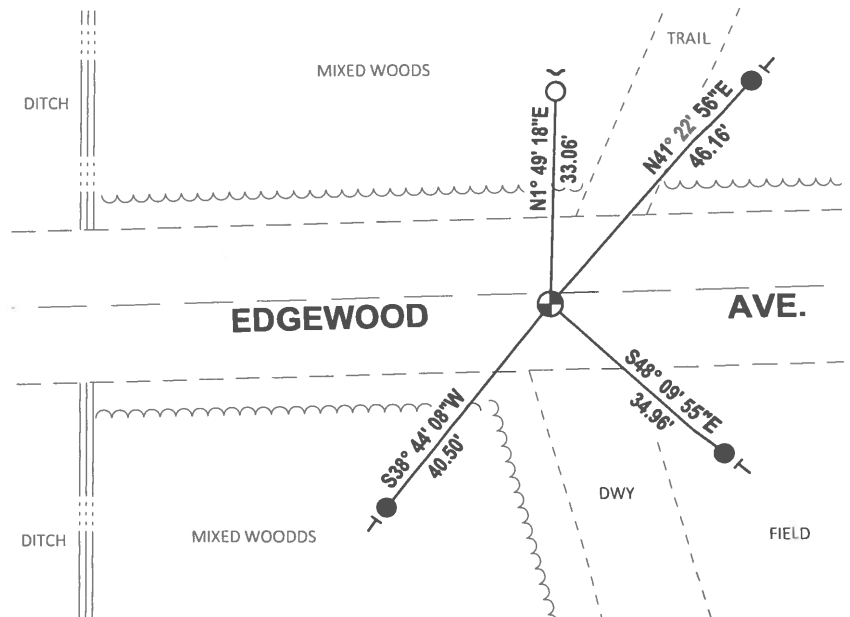 TRAIL
MIXED WOODS
DITCH
N1° 49' 18"E
33.06'
N41° 22' 56"E
46.16'
EDGEWOOD AVE.
S48° 09' 55"E
34.96'
S38° 44' 08"W
40.50'
DWY
DITCH
MIXED WOODDS
FIELD